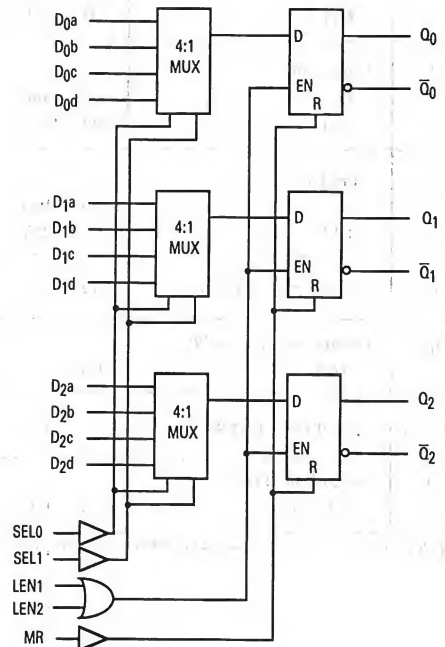 D0a
D0b
D0c
D0d
4:1
MUX
D
EN
R
Q0
Q̅0
D1a
D1b
D1c
D1d
4:1
MUX
D
EN
R
Q1
Q̅1
D2a
D2b
D2c
D2d
4:1
MUX
D
EN
R
Q2
Q̅2
SEL0
SEL1
LEN1
LEN2
MR